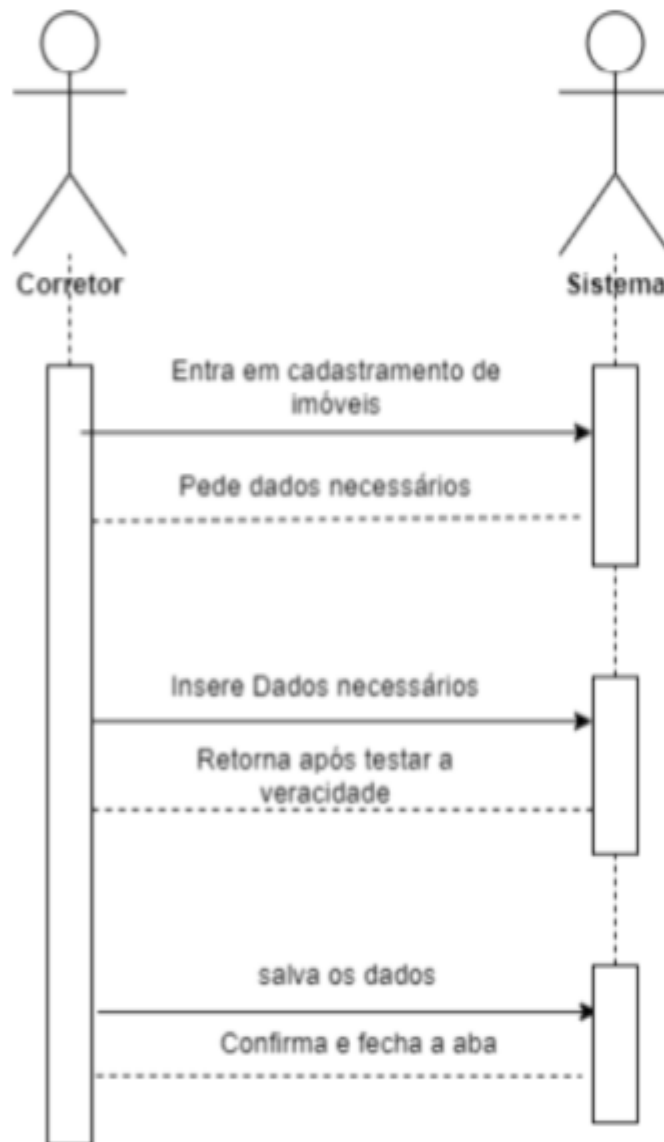 Corretor
Sistema
Entra em cadastramento de
imóveis
Pede dados necessários
Insere Dados necessários
Retorna após testar a
veracidade
salva os dados
Confirma e fecha a aba